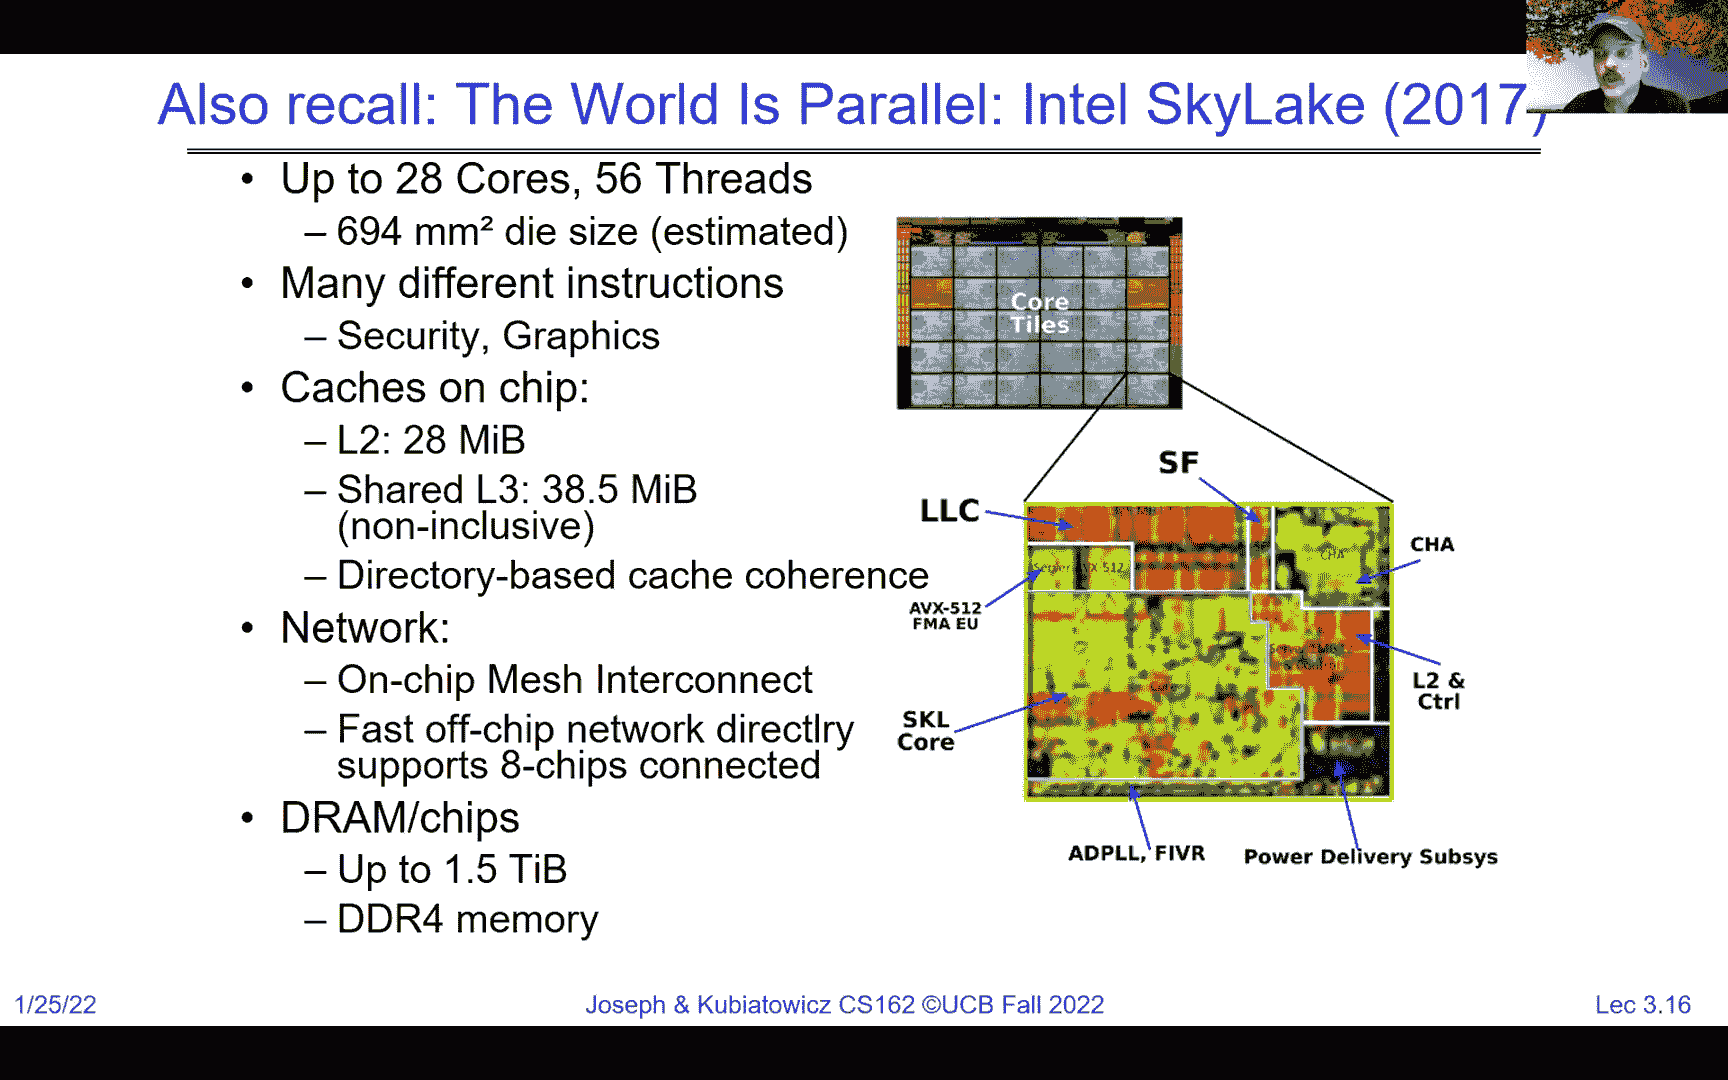 Also recall: The World Is Parallel: Intel SkyLake (2017)
• Up to 28 Cores, 56 Threads
– 694 mm² die size (estimated)
• Many different instructions
– Security, Graphics
• Caches on chip:
– L2: 28 MiB
– Shared L3: 38.5 MiB
(non-inclusive)
– Directory-based cache coherence
• Network:
– On-chip Mesh Interconnect
– Fast off-chip network directlry
supports 8-chips connected
• DRAM/chips
– Up to 1.5 TiB
– DDR4 memory
Core
Tiles
SF
LLC
CHA
CHA
AVX-512
FMA EU
L2 &
Ctrl
SKL
Core
ADPLL, FIVR
Power Delivery Subsys
1/25/22
Joseph & Kubiatowicz CS162 ©UCB Fall 2022
Lec 3.16